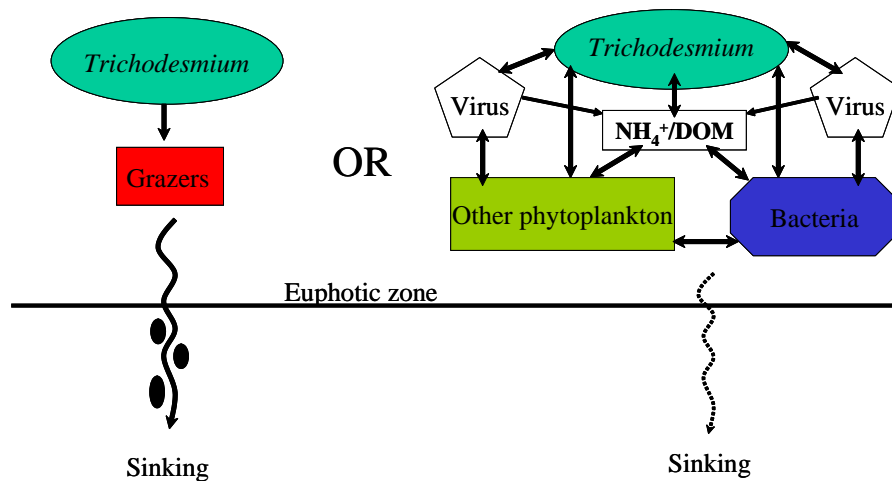 Trichodesmium
Grazers
OR
Trichodesmium
Virus
Virus
NH₄⁺/DOM
Other phytoplankton
Bacteria
Euphotic zone
Sinking
Sinking